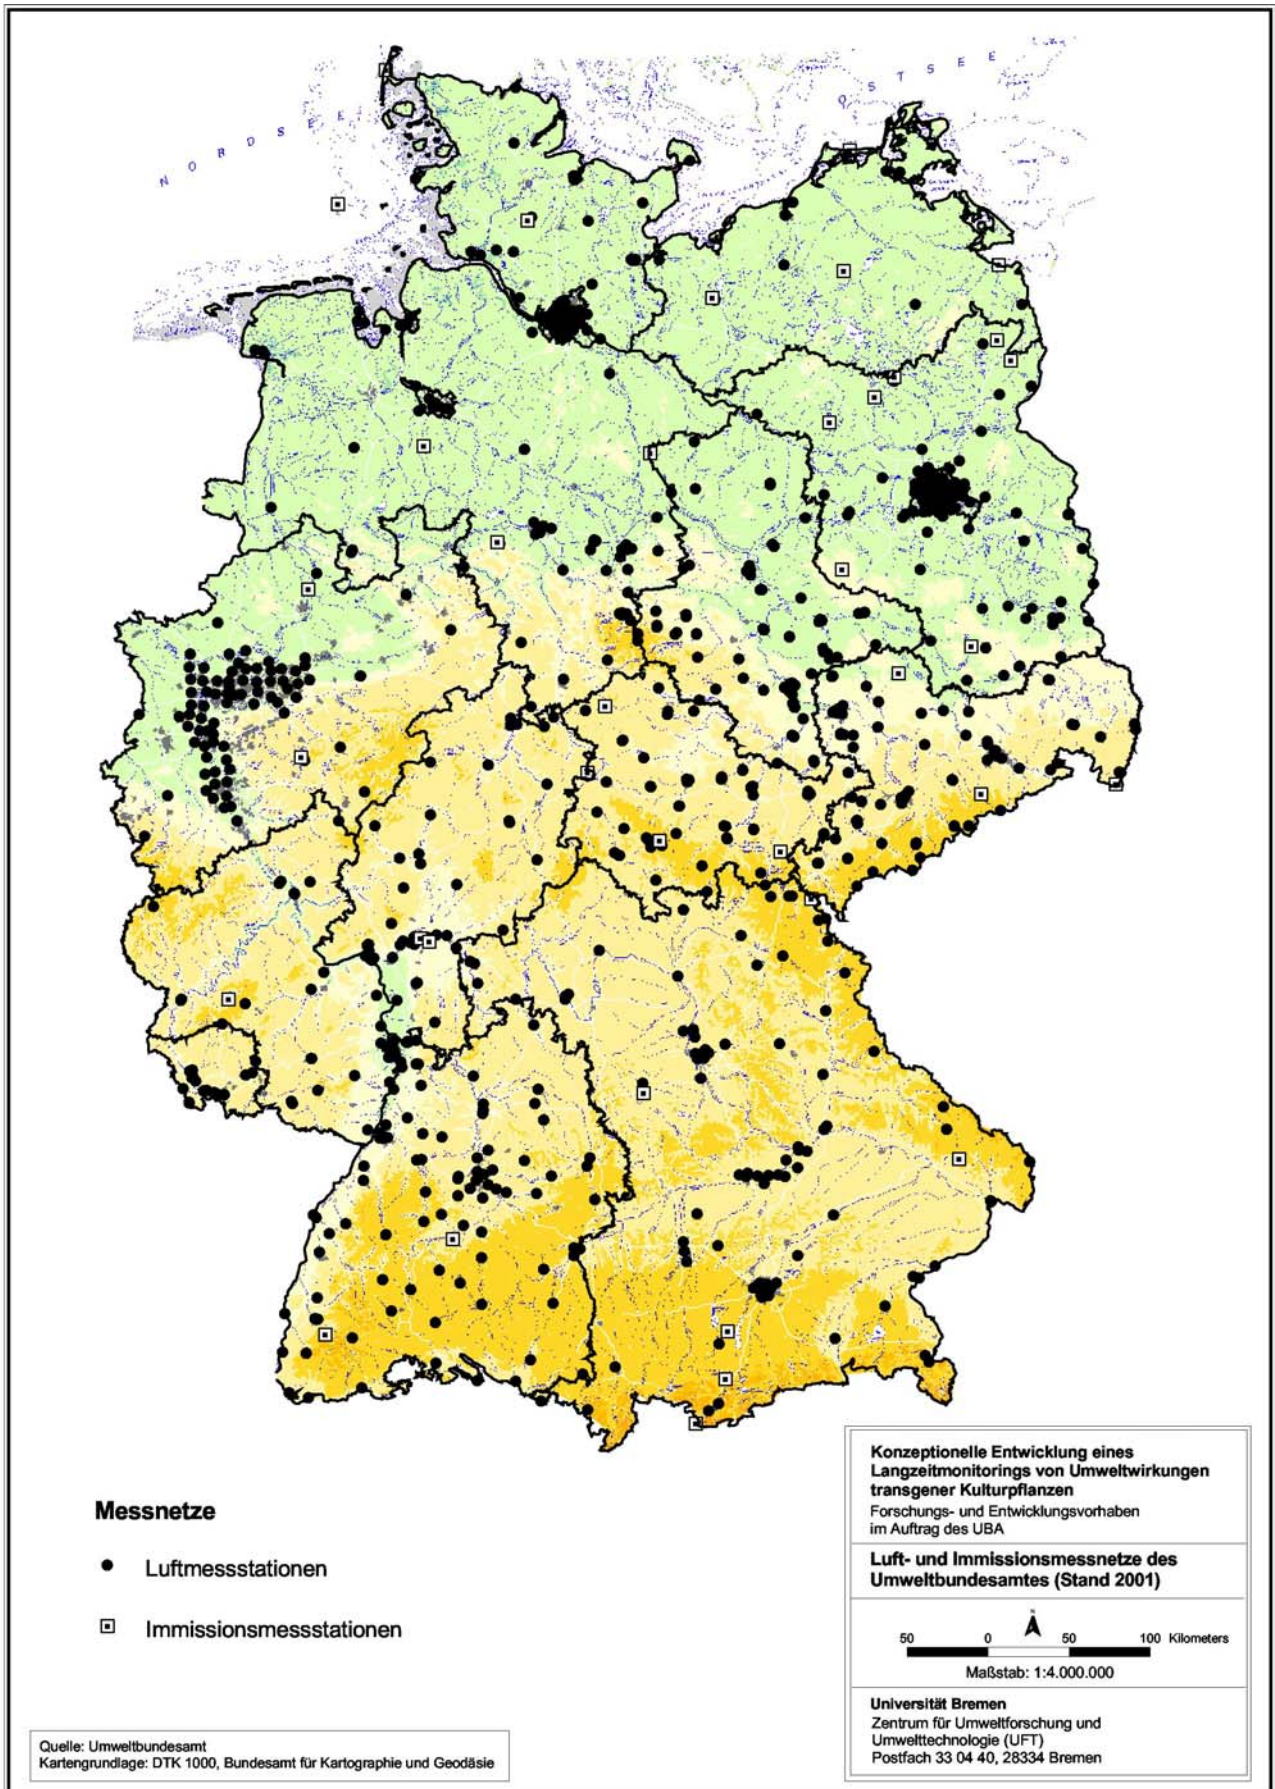 NORDSEE
OSTSEE
Messnetze
Luftmessstationen
Immissionsmessstationen
Konzeptionelle Entwicklung eines
Langzeitmonitorings von Umweltwirkungen
transgener Kulturpflanzen
Forschungs- und Entwicklungsvorhaben
im Auftrag des UBA
Luft- und Immissionsmessnetze des
Umweltbundesamtes (Stand 2001)
N
50 0 50 100 Kilometers
Maßstab: 1:4.000.000
Universität Bremen
Zentrum für Umweltforschung und
Umwelttechnologie (UFT)
Postfach 33 04 40, 28334 Bremen
Quelle: Umweltbundesamt
Kartengrundlage: DTK 1000, Bundesamt für Kartographie und Geodäsie